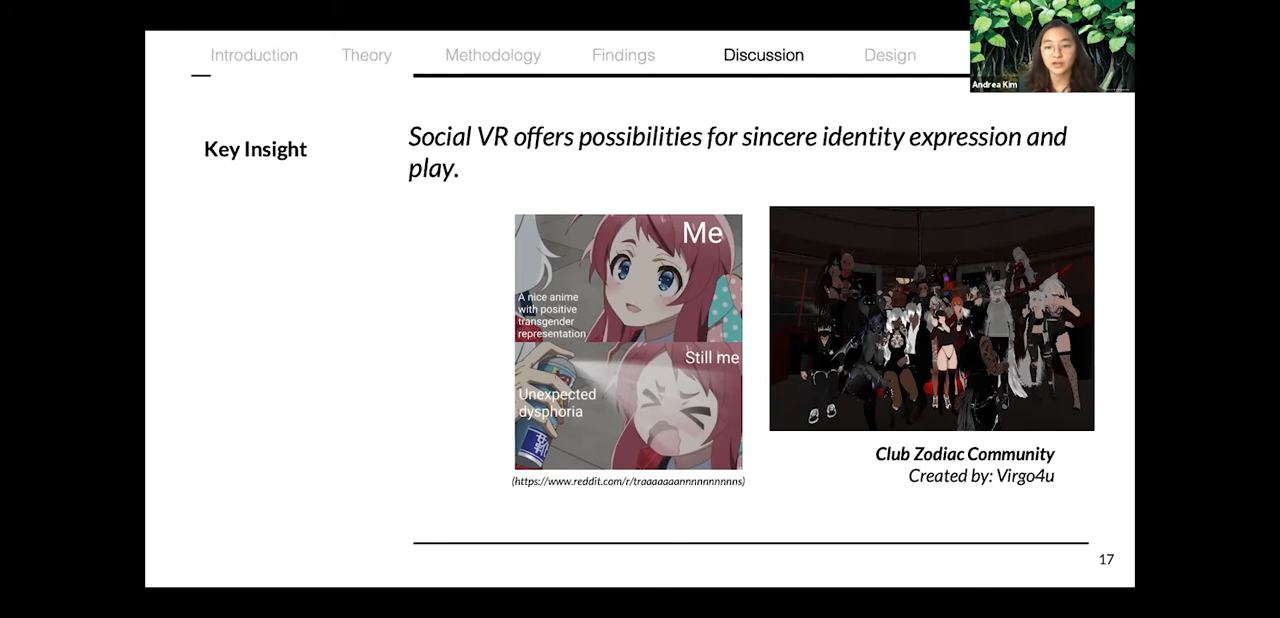 Introduction Theory Methodology Findings Discussion Design
Andrea Kim
Key Insight
Social VR offers possibilities for sincere identity expression and
play.
Me
A nice anime
with positive
transgender
representation
Still me
Unexpected
dysphoria
(https://www.reddit.com/r/traaaaaaannnnnnnnnns)
Club Zodiac Community
Created by: Virgo4u
17